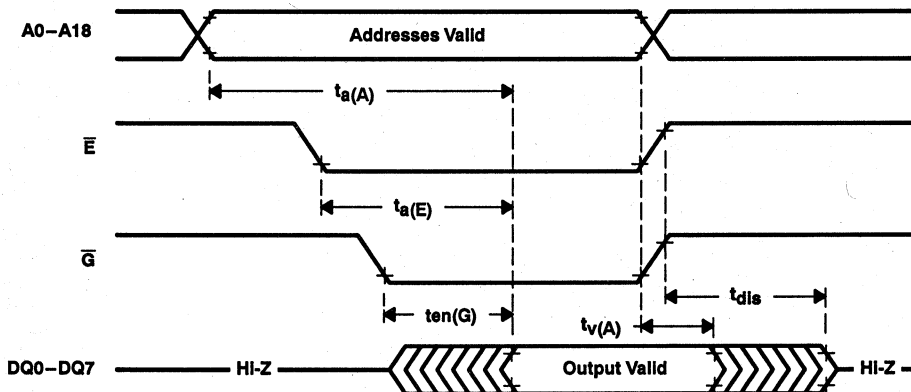 A0–A18
Addresses Valid
ta(A)
E
ta(E)
G
tdis
ten(G)
tv(A)
DQ0–DQ7
HI-Z
Output Valid
HI-Z